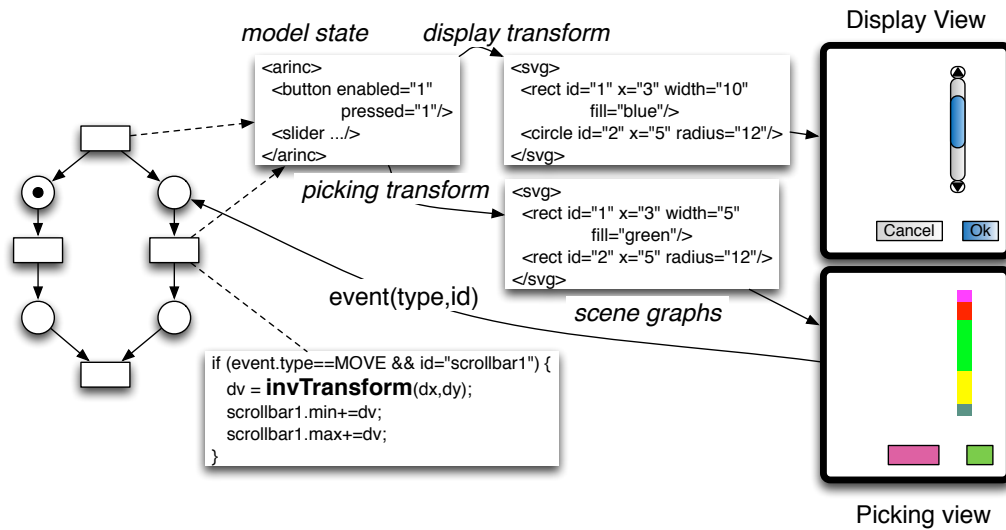 model state
display transform
Display View
<arinc>
<button enabled="1"
pressed="1"/>
<slider .../>
</arinc>
<svg>
<rect id="1" x="3" width="10"
fill="blue"/>
<circle id="2" x="5" radius="12"/>
</svg>
picking transform
<svg>
<rect id="1" x="3" width="5"
fill="green"/>
<rect id="2" x="5" radius="12"/>
</svg>
Cancel
Ok
event(type,id)
scene graphs
if (event.type==MOVE && id="scrollbar1") {
dv = invTransform(dx,dy);
scrollbar1.min+=dv;
scrollbar1.max+=dv;
}
Picking view